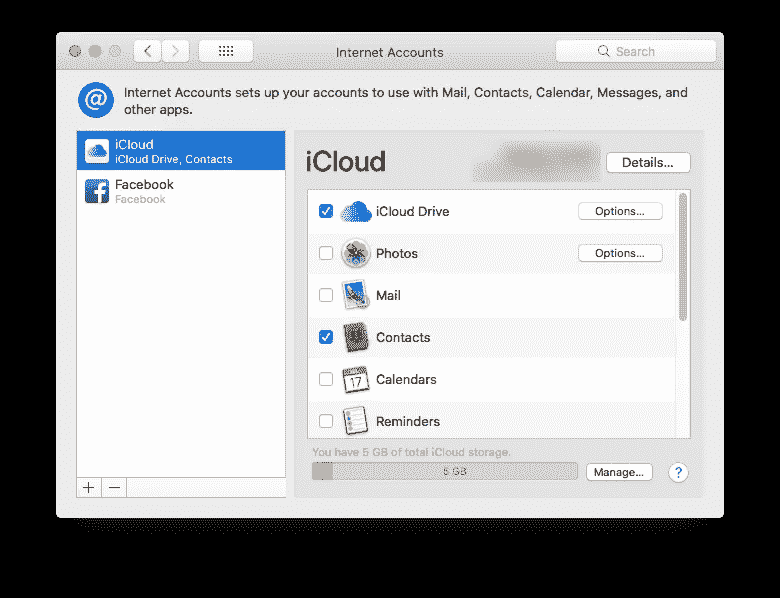 Internet Accounts
Search
Internet Accounts sets up your accounts to use with Mail, Contacts, Calendar, Messages, and
other apps.
iCloud
iCloud Drive, Contacts
Facebook
Facebook
iCloud
Details...
iCloud Drive
Options...
Photos
Options...
Mail
Contacts
17
Calendars
Reminders
You have 5 GB of total iCloud storage.
5 GB
Manage...
?